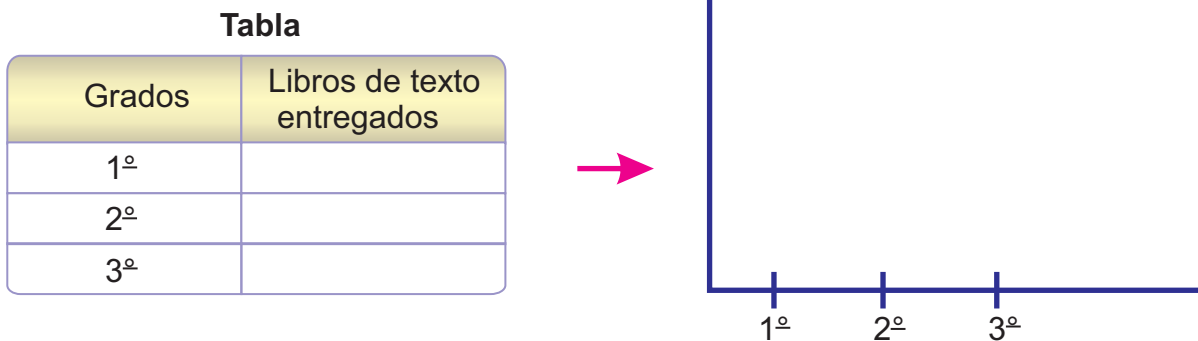 Tabla
Grados
Libros de texto
entregados
1º
2º
3º
1º
2º
3º